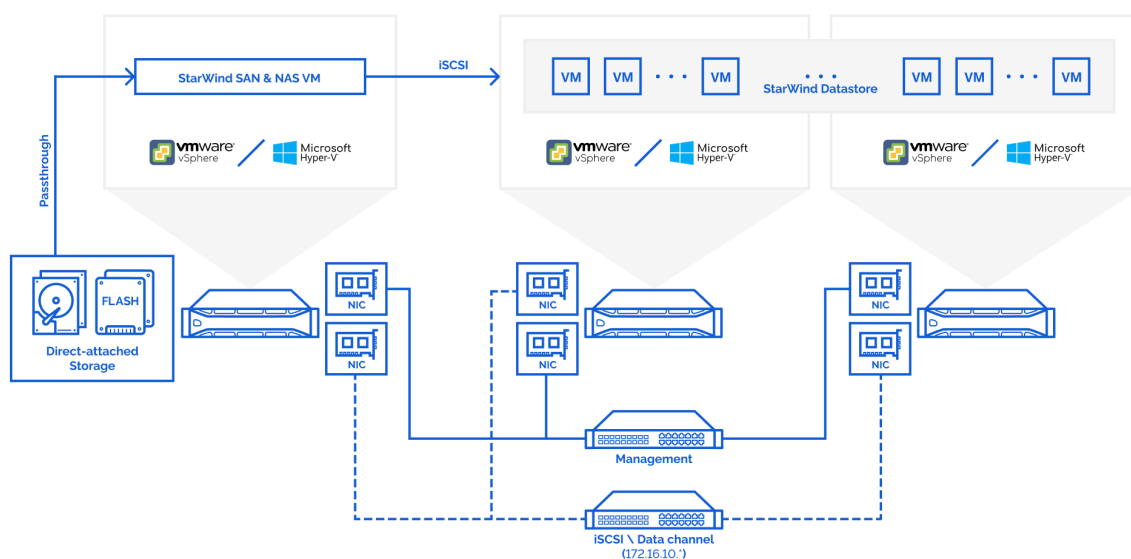 StarWind SAN & NAS VM
iSCSI
VM VM ... VM ... VM VM ... VM
StarWind Datastore
Passthrough
vmware®
vSphere
Microsoft
Hyper-V
vmware®
vSphere
Microsoft
Hyper-V
vmware®
vSphere
Microsoft
Hyper-V
FLASH
Direct-attached
Storage
NIC
NIC
NIC
NIC
NIC
NIC
Management
iSCSI \ Data channel
(172.16.10.*)